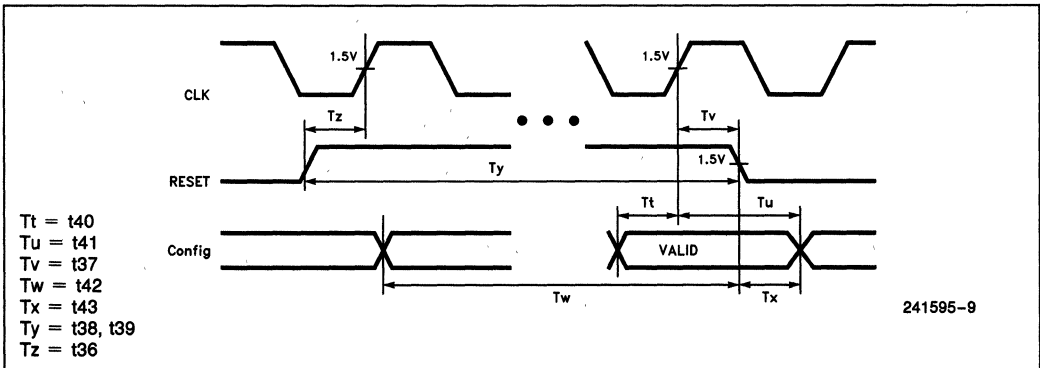 1.5V
1.5V
CLK
Tz
Tv
1.5V
Ty
RESET
Tt
Tu
Config
VALID
Tw
Tx
Tt = t40
Tu = t41
Tv = t37
Tw = t42
Tx = t43
Ty = t38, t39
Tz = t36
241595–9